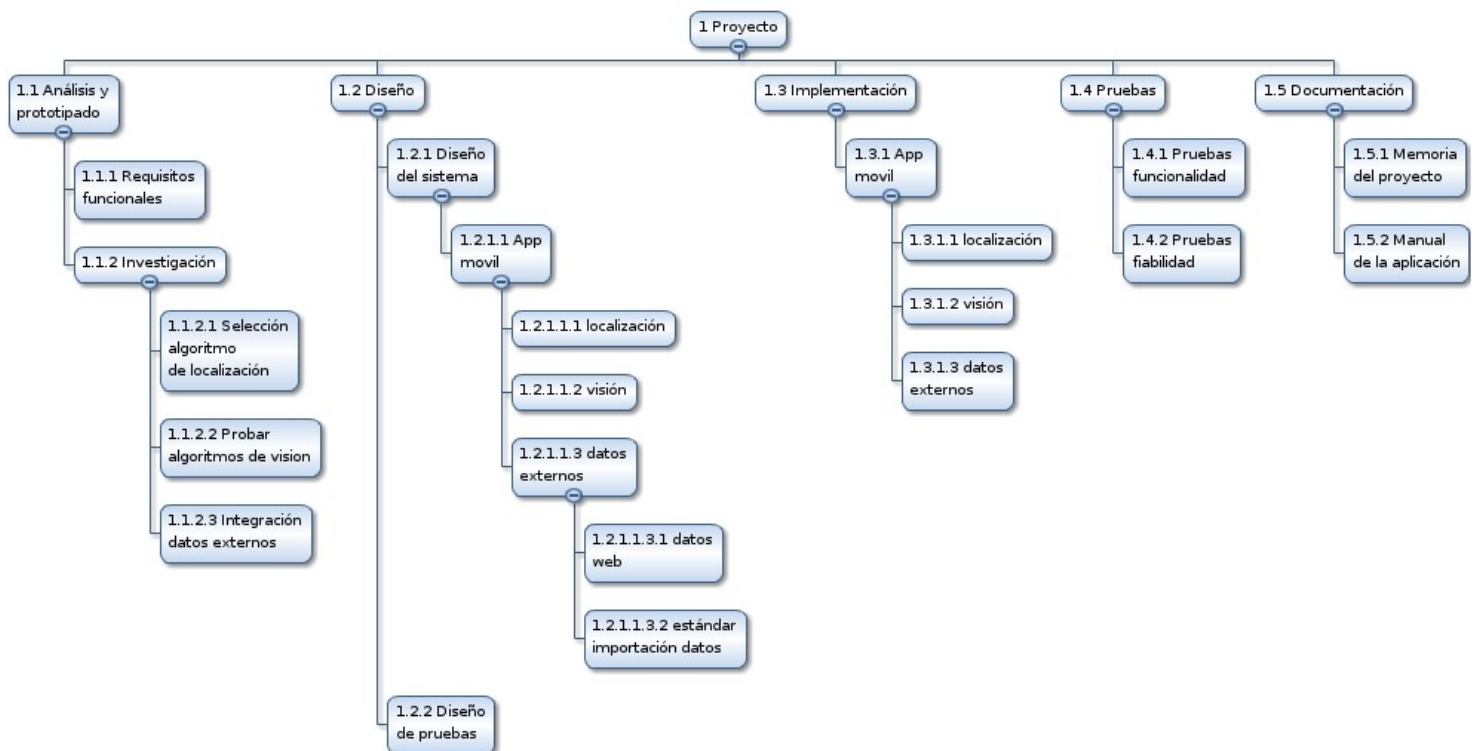 1 Proyecto
1.1 Análisis y
prototipado
1.1.1 Requisitos
funcionales
1.1.2 Investigación
1.1.2.1 Selección
algoritmo
de localización
1.1.2.2 Probar
algoritmos de vision
1.1.2.3 Integración
datos externos
1.2 Diseño
1.2.1 Diseño
del sistema
1.2.1.1 App
movil
1.2.1.1.1 localización
1.2.1.1.2 visión
1.2.1.1.3 datos
externos
1.2.1.1.3.1 datos
web
1.2.1.1.3.2 estándar
importación datos
1.2.2 Diseño
de pruebas
1.3 Implementación
1.3.1 App
movil
1.3.1.1 localización
1.3.1.2 visión
1.3.1.3 datos
externos
1.4 Pruebas
1.4.1 Pruebas
funcionalidad
1.4.2 Pruebas
fiabilidad
1.5 Documentación
1.5.1 Memoria
del proyecto
1.5.2 Manual
de la aplicación